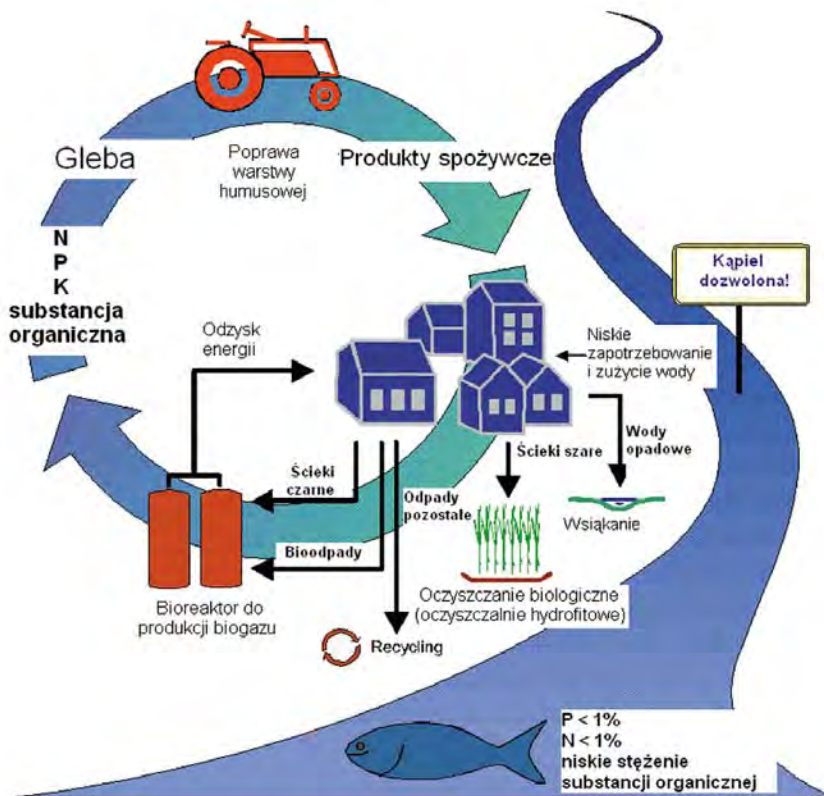 Gleba
Poprawa
warstwy
humusowej
Produkty spożywcze
N
P
K
substancja
organiczna
Odzysk
energii
Kąpiel
dozwolona!
Niskie
zapotrzebowanie
i zużycie wody
Wody
opadowe
Ścieki szare
Ścieki
czarne
Odpady
pozostałe
Wsiąkanie
Bioodpady
Oczyszczanie biologiczne
(oczyszczalnie hydrofitowe)
Bioreaktor do
produkcji biogazu
Recycling
P < 1%
N < 1%
niskie stężenie
substancji organicznej